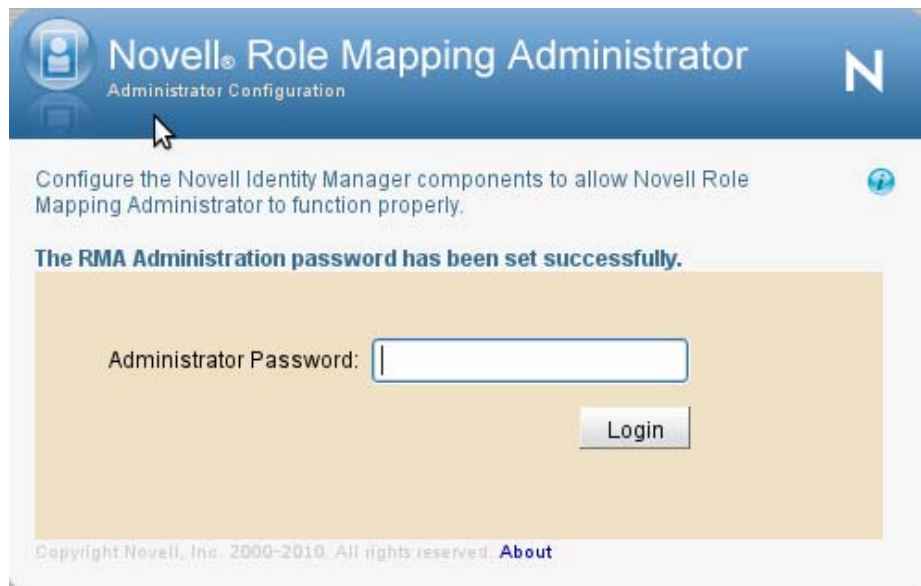 Novell® Role Mapping Administrator
Administrator Configuration
N
Configure the Novell Identity Manager components to allow Novell Role
Mapping Administrator to function properly.
The RMA Administration password has been set successfully.
Administrator Password:
Login
Copyright Novell, Inc. 2000-2010. All rights reserved. About